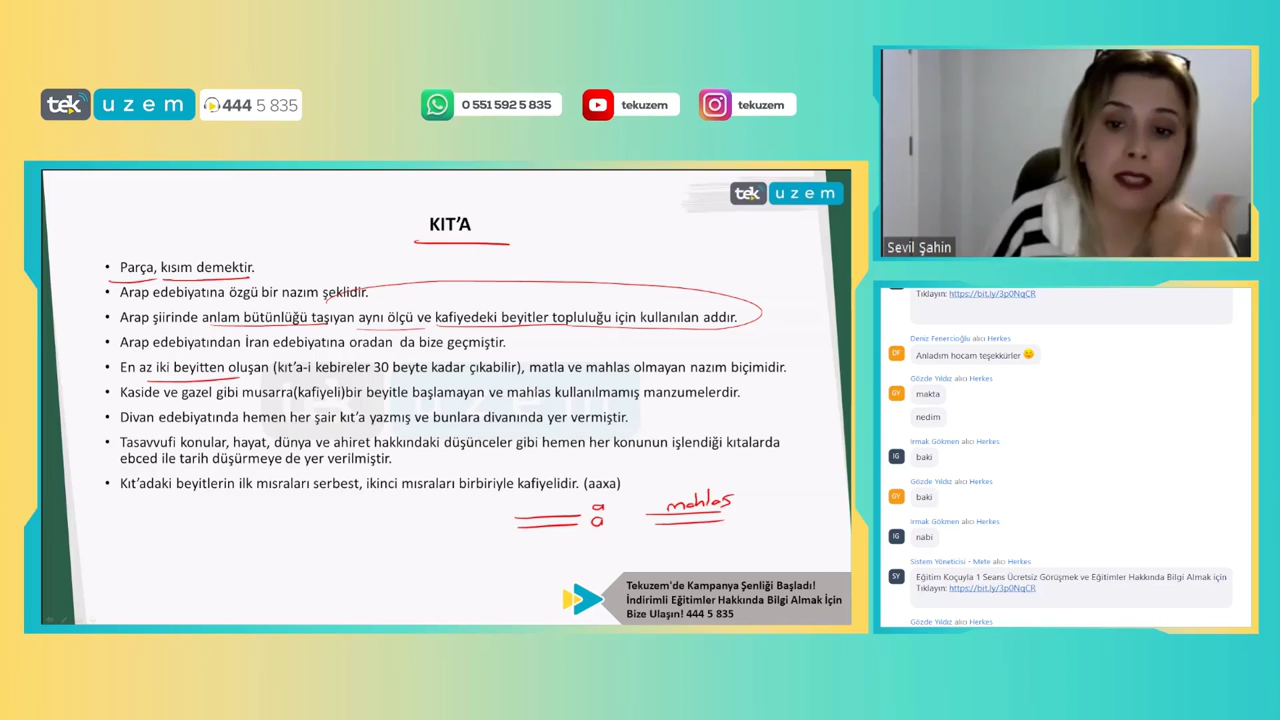 tek uzem 444 5 835
0 551 592 5 835
tekuzem
tekuzem
tek uzem
KIT'A
• Parça, kısım demektir.
• Arap edebiyatına özgü bir nazım şeklidir.
• Arap şiirinde anlam bütünlüğü taşıyan aynı ölçü ve kafiyedeki beyitler topluluğu için kullanılan addır.
• Arap edebiyatından İran edebiyatına oradan da bize geçmiştir.
• En az iki beyitten oluşan (kıt'a-i kebireler 30 beyte kadar çıkabilir), matla ve mahlas olmayan nazım biçimidir.
• Kaside ve gazel gibi musarra(kafiyeli)bir beyitle başlamayan ve mahlas kullanılmamış manzumelerdir.
• Divan edebiyatında hemen her şair kıt'a yazmış ve bunlara divanında yer vermiştir.
• Tasavvufi konular, hayat, dünya ve ahiret hakkındaki düşünceler gibi hemen her konunun işlendiği kıtalarda
ebced ile tarih düşürmeye de yer verilmiştir.
• Kıt'adaki beyitlerin ilk mısraları serbest, ikinci mısraları birbiriyle kafiyelidir. (aaxa)
a
a
mahlas
Tekuzem'de Kampanya Şenliği Başladı!
İndirimli Eğitimler Hakkında Bilgi Almak İçin
Bize Ulaşın! 444 5 835
Sevil Şahin
Tıklayın: https://bit.ly/3p0NqCR
Deniz Fenercioğlu alıcı Herkes
DF
Anladım hocam teşekkürler
Gözde Yıldız alıcı Herkes
GY
makta
nedim
Irmak Gökmen alıcı Herkes
IG
baki
Gözde Yıldız alıcı Herkes
GY
baki
Irmak Gökmen alıcı Herkes
IG
nabi
Sistem Yöneticisi - Mete alıcı Herkes
SY
Eğitim Koçuyla 1 Seans Ücretsiz Görüşmek ve Eğitimler Hakkında Bilgi Almak için
Tıklayın: https://bit.ly/3p0NqCR
Gözde Yıldız alıcı Herkes